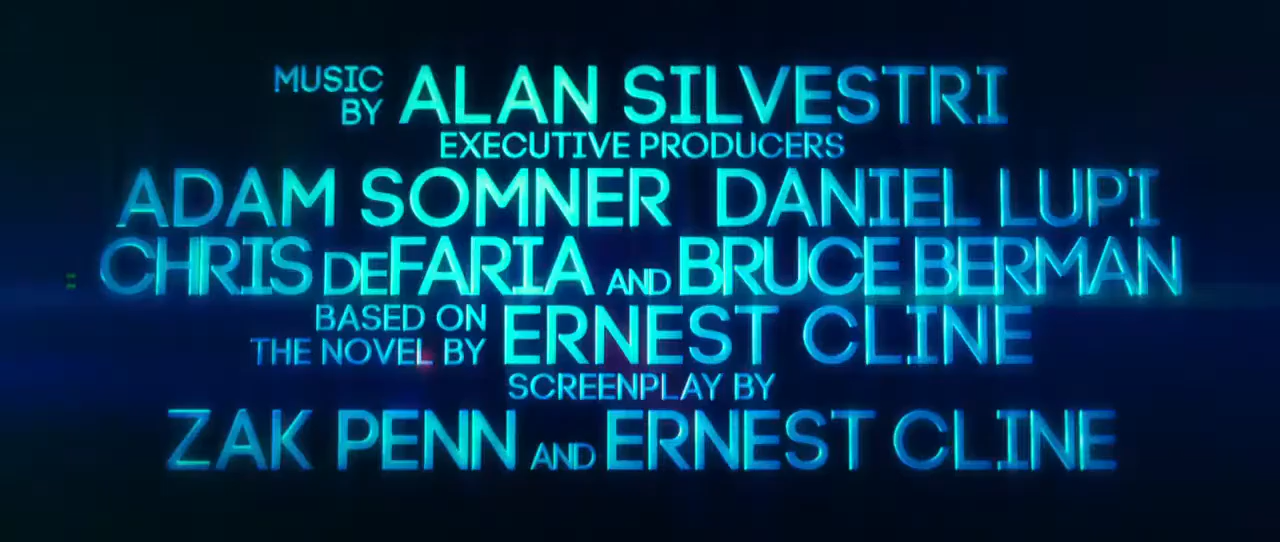 MUSIC
BY ALAN SILVESTRI
EXECUTIVE PRODUCERS
ADAM SOMNER DANIEL LUPI
CHRIS DEFARIA AND BRUCE BERMAN
BASED ON
THE NOVEL BY ERNEST CLINE
SCREENPLAY BY
ZAK PENN AND ERNEST CLINE